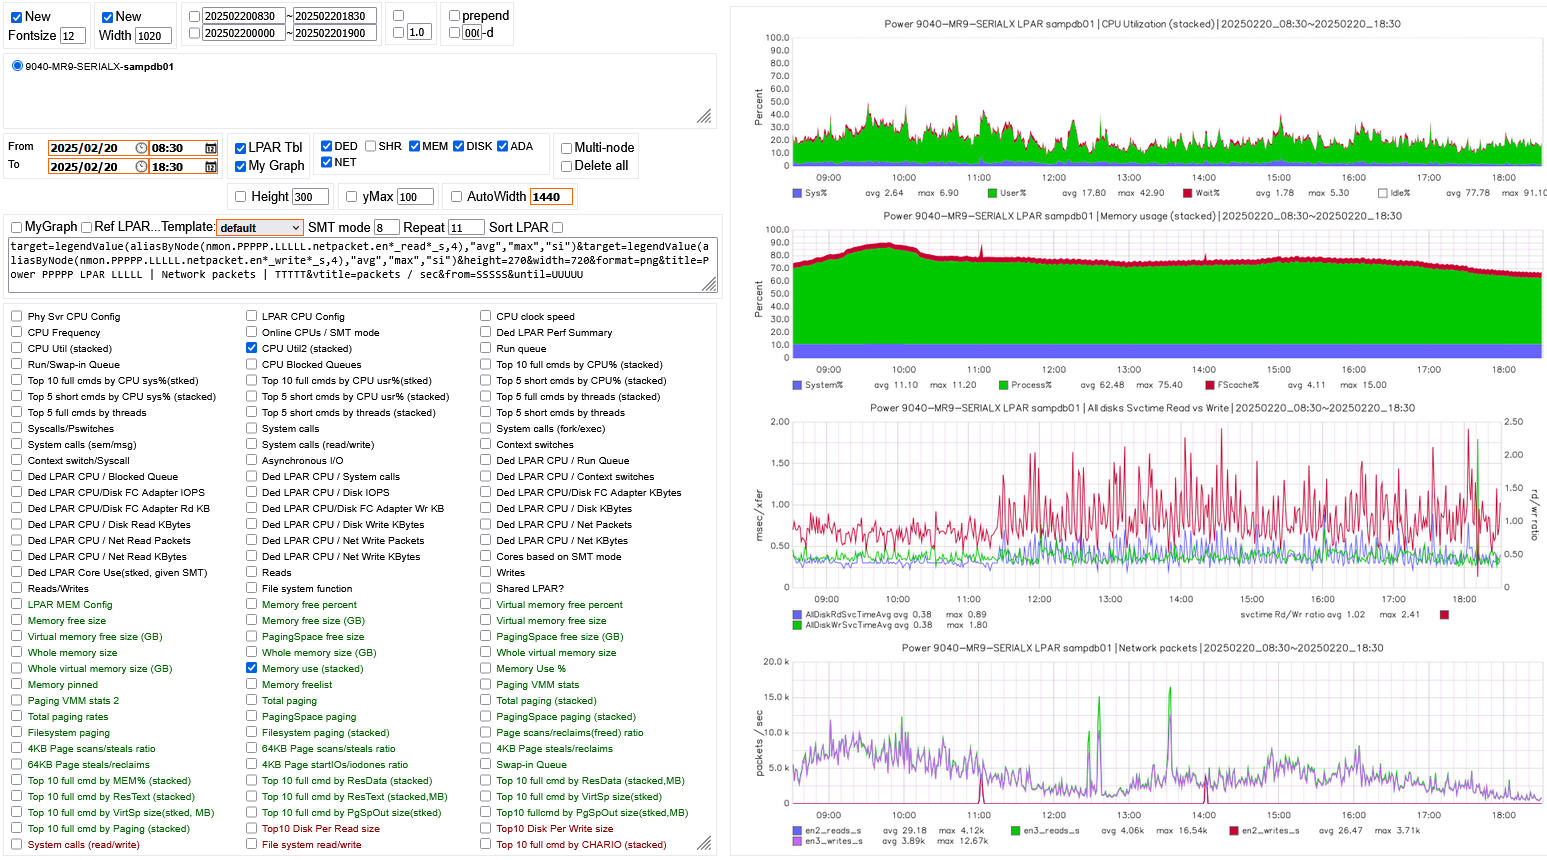 New
New
202502200830~202502201830
prepend
Fontsize 12
Width 1020
202502200000~202502201900
1.0
-d
9040-MR9-SERIALX-sampdb01
From 2025/02/20 08:30
To 2025/02/20 18:30
LPAR Tbl
My Graph
DED SHR MEM DISK ADA
NET
Multi-node
Delete all
Height 300
yMax 100
AutoWidth 1440
MyGraph Ref LPAR...Template: default SMT mode 8 Repeat 11 Sort LPAR
target=legendValue(aliasByNode(nmon.PPPPP.LLLLL.netpacket.en*_read*_s,4),"avg","max","si")&target=legendValue(a
liasByNode(nmon.PPPPP.LLLLL.netpacket.en*_write*_s,4),"avg","max","si")&height=270&width=720&format=png&title=P
ower PPPPP LPAR LLLLL | Network packets | TTTTT&vtitle=packets / sec&from=SSSSS&until=UUUUU
Phy Svr CPU Config LPAR CPU Config CPU clock speed
CPU Frequency Online CPUs / SMT mode Ded LPAR Perf Summary
CPU Util (stacked) CPU Util2 (stacked) Run queue
Run/Swap-in Queue CPU Blocked Queues Top 10 full cmds by CPU% (stacked)
Top 10 full cmds by CPU sys%(stked) Top 10 full cmds by CPU usr%(stked) Top 5 short cmds by CPU% (stacked)
Top 5 short cmds by CPU sys% (stacked) Top 5 short cmds by CPU usr% (stacked) Top 5 full cmds by threads (stacked)
Top 5 full cmds by threads Top 5 short cmds by threads (stacked) Top 5 short cmds by threads
Syscalls/Pswitches System calls System calls (fork/exec)
System calls (sem/msg) System calls (read/write) Context switches
Context switch/Syscall Asynchronous I/O Ded LPAR CPU / Run Queue
Ded LPAR CPU / Blocked Queue Ded LPAR CPU / System calls Ded LPAR CPU / Context switches
Ded LPAR CPU/Disk FC Adapter IOPS Ded LPAR CPU / Disk IOPS Ded LPAR CPU/Disk FC Adapter KBytes
Ded LPAR CPU/Disk FC Adapter Rd KB Ded LPAR CPU/Disk FC Adapter Wr KB Ded LPAR CPU / Disk KBytes
Ded LPAR CPU / Disk Read KBytes Ded LPAR CPU / Disk Write KBytes Ded LPAR CPU / Net Packets
Ded LPAR CPU / Net Read Packets Ded LPAR CPU / Net Write Packets Ded LPAR CPU / Net KBytes
Ded LPAR CPU / Net Read KBytes Ded LPAR CPU / Net Write KBytes Cores based on SMT mode
Ded LPAR Core Use(stked, given SMT) Reads Writes
Reads/Writes File system function Shared LPAR?
LPAR MEM Config Memory free percent Virtual memory free percent
Memory free size Memory free size (GB) Virtual memory free size
Virtual memory free size (GB) PagingSpace free size PagingSpace free size (GB)
Whole memory size Whole memory size (GB) Whole virtual memory size
Whole virtual memory size (GB) Memory use (stacked) Memory Use %
Memory pinned Memory freelist Paging VMM stats
Paging VMM stats 2 Total paging Total paging (stacked)
Total paging rates PagingSpace paging PagingSpace paging (stacked)
Filesystem paging Filesystem paging (stacked) Page scans/reclaims(freed) ratio
4KB Page scans/steals ratio 64KB Page scans/steals ratio 4KB Page steals/reclaims
64KB Page steals/reclaims 4KB Page startIOs/iodones ratio Swap-in Queue
Top 10 full cmd by MEM% (stacked) Top 10 full cmd by ResData (stacked) Top 10 full cmd by ResData (stacked,MB)
Top 10 full cmd by ResText (stacked) Top 10 full cmd by ResText (stacked,MB) Top 10 full cmd by VirtSp size(stked)
Top 10 full cmd by VirtSp size(stked, MB) Top 10 full cmd by PgSpOut size(stked) Top10 fullcmd by PgSpOut size(stked,MB)
Top 10 full cmd by Paging (stacked) Top10 Disk Per Read size Top10 Disk Per Write size
System calls (read/write) File system read/write Top 10 full cmd by CHARIO (stacked)
Power 9040-MR9-SERIALX LPAR sampdb01 | CPU Utilization (stacked) | 20250220_08:30~20250220_18:30
Percent
100.0
90.0
80.0
70.0
60.0
50.0
40.0
30.0
20.0
10.0
0
09:00 10:00 11:00 12:00 13:00 14:00 15:00 16:00 17:00 18:00
Sys% avg 2.64 max 6.90 User% avg 17.80 max 42.90 Wait% avg 1.78 max 5.30 Idle% avg 77.78 max 91.10
Power 9040-MR9-SERIALX LPAR sampdb01 | Memory usage (stacked) | 20250220_08:30~20250220_18:30
Percent
100.0
90.0
80.0
70.0
60.0
50.0
40.0
30.0
20.0
10.0
0
09:00 10:00 11:00 12:00 13:00 14:00 15:00 16:00 17:00 18:00
System% avg 11.10 max 11.20 Process% avg 62.48 max 75.40 FScache% avg 4.11 max 15.00
Power 9040-MR9-SERIALX LPAR sampdb01 | All disks Svctime Read vs Write | 20250220_08:30~20250220_18:30
msec/xfer
2.00
1.50
1.00
0.50
0
2.50
2.00
1.50
1.00
0.50
0
rd/wr ratio
09:00 10:00 11:00 12:00 13:00 14:00 15:00 16:00 17:00 18:00
AllDiskRdSvcTimeAvg avg 0.38 max 0.89 svctime Rd/Wr ratio avg 1.02 max 2.41
AllDiskWrSvcTimeAvg avg 0.38 max 1.80
Power 9040-MR9-SERIALX LPAR sampdb01 | Network packets | 20250220_08:30~20250220_18:30
packets / sec
20.0 k
15.0 k
10.0 k
5.0 k
0
09:00 10:00 11:00 12:00 13:00 14:00 15:00 16:00 17:00 18:00
en2_reads_s avg 29.18 max 4.12k en3_reads_s avg 4.06k max 16.54k en2_writes_s avg 26.47 max 3.71k
en3_writes_s avg 3.89k max 12.67k